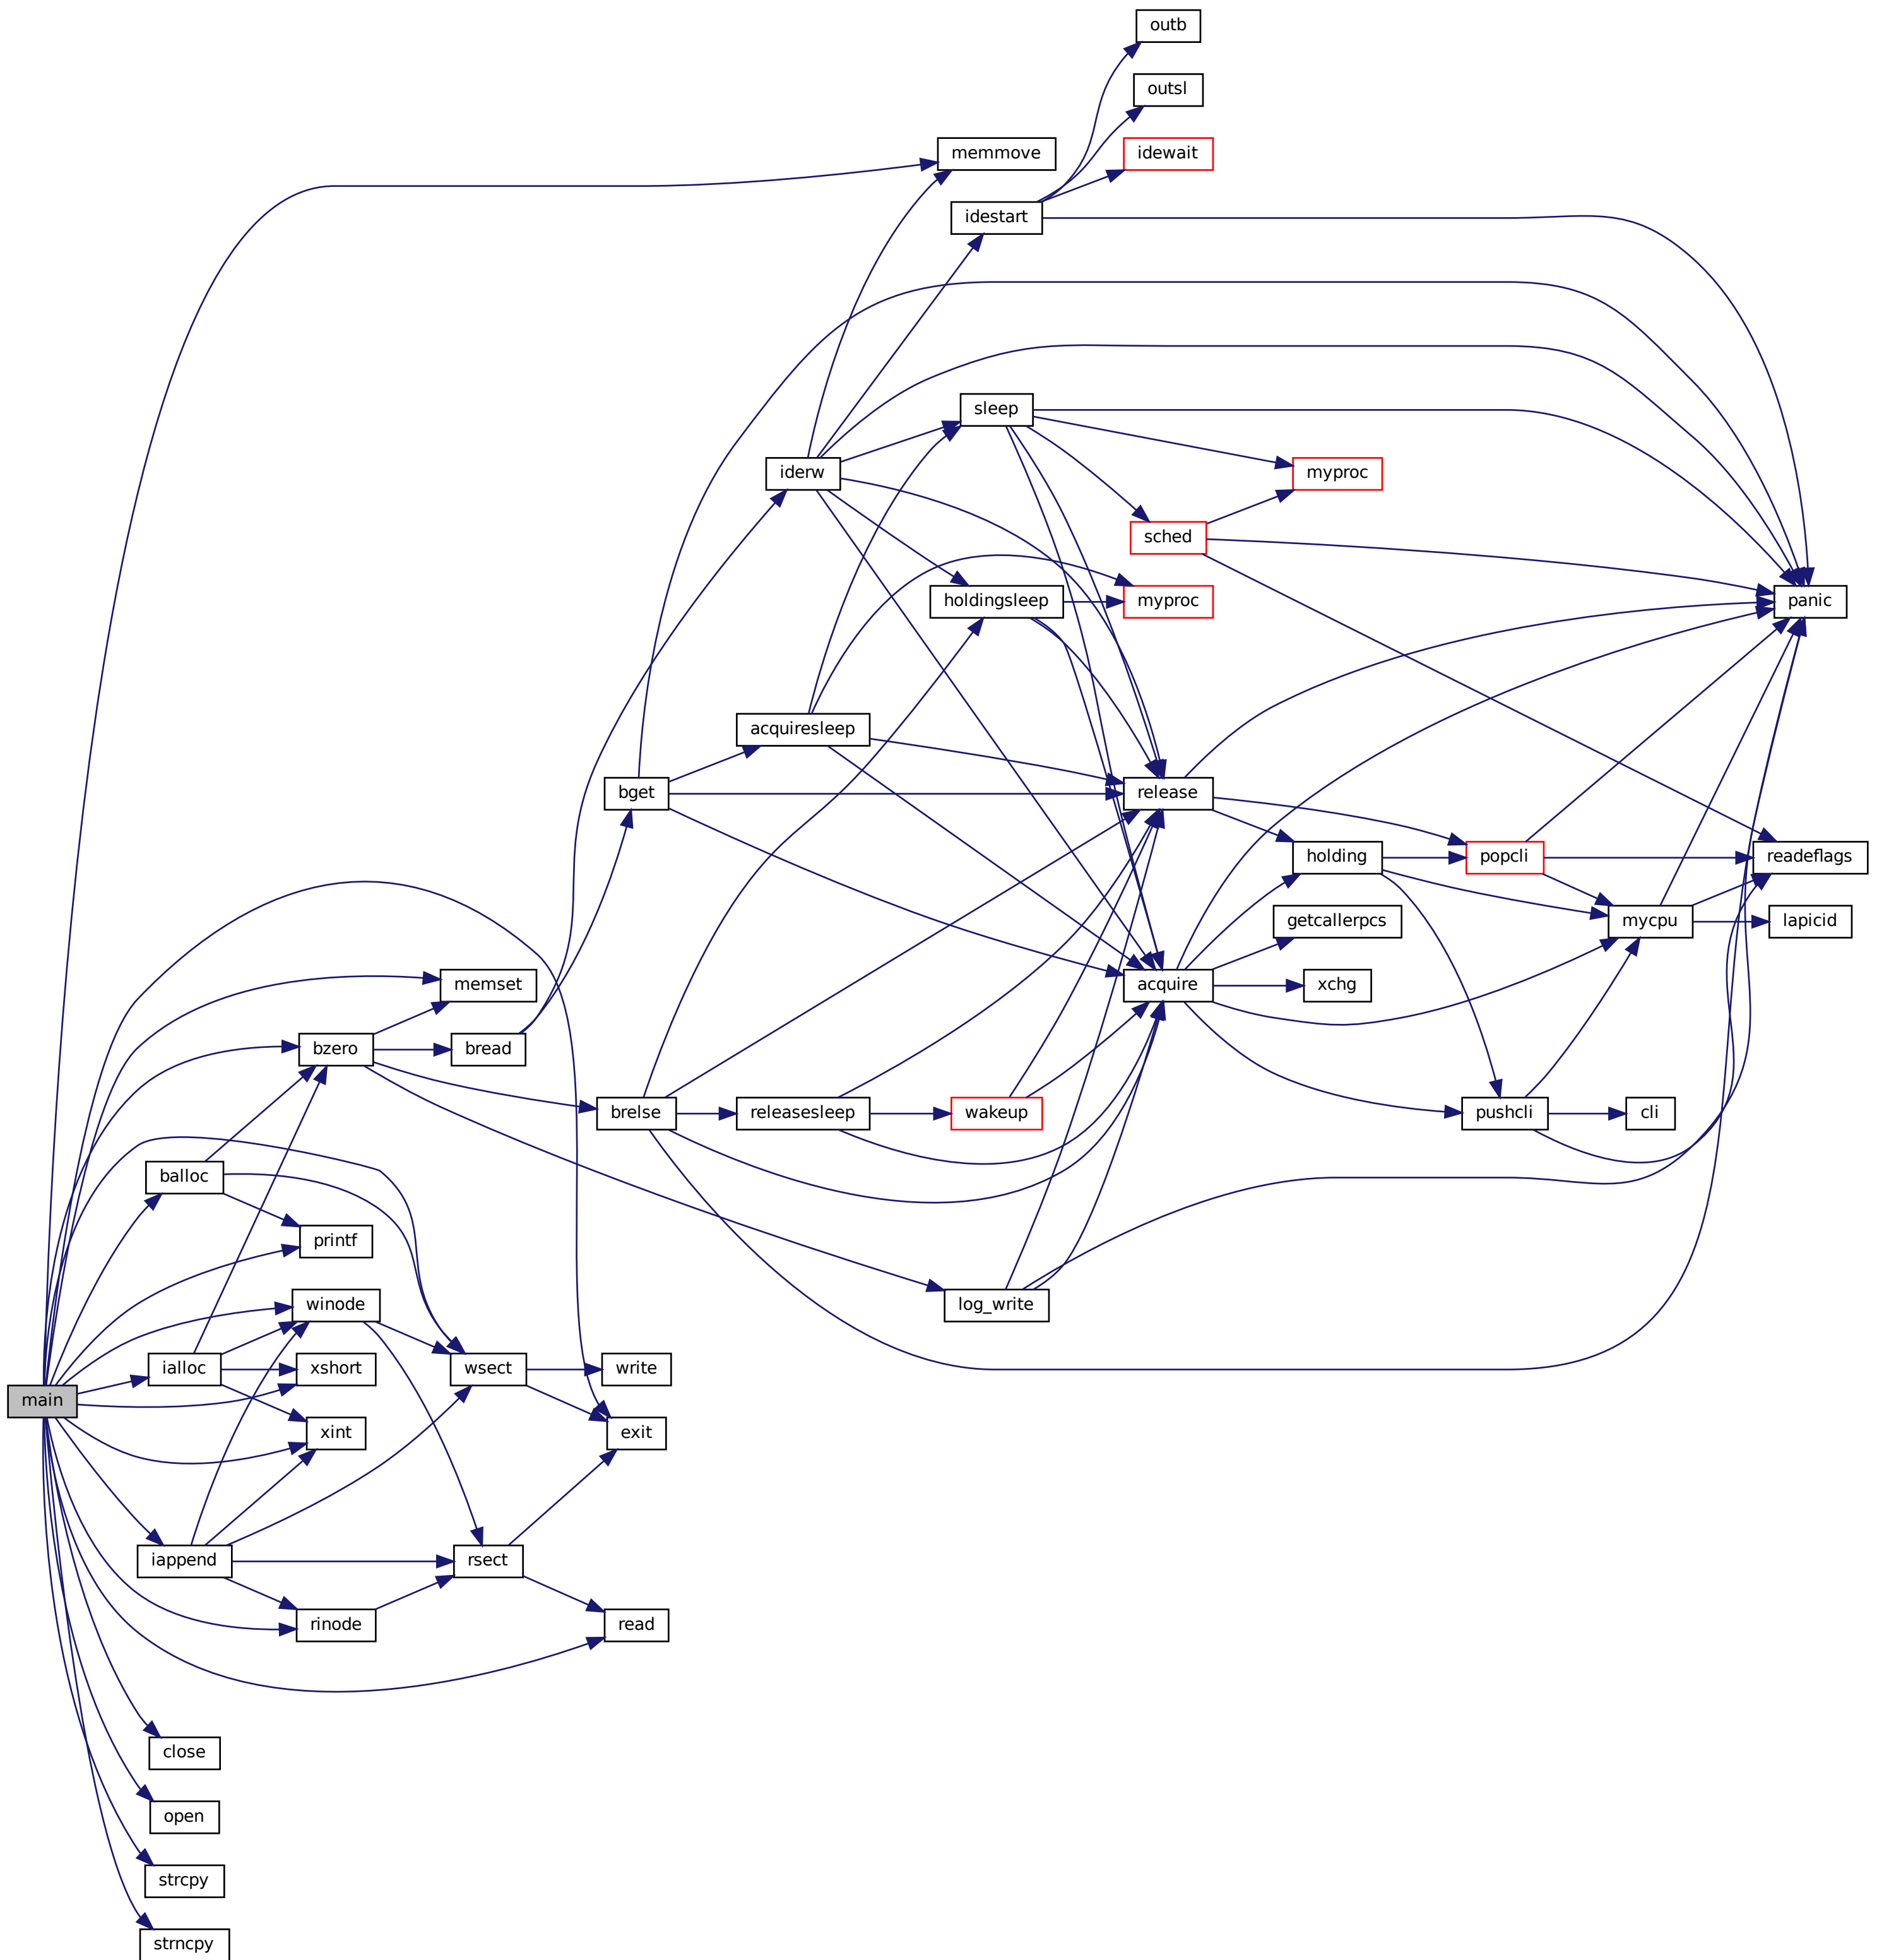 outb
outsl
memmove
idewait
idestart
sleep
iderw
myproc
sched
holdingsleep
myproc
panic
acquiresleep
bget
release
holding
popcli
readeflags
getcallerpcs
mycpu
lapicid
memset
acquire
xchg
bzero
bread
brelse
releasesleep
wakeup
pushcli
cli
balloc
printf
winode
log_write
ialloc
xshort
wsect
write
main
xint
exit
iappend
rsect
rinode
read
close
open
strcpy
strncpy